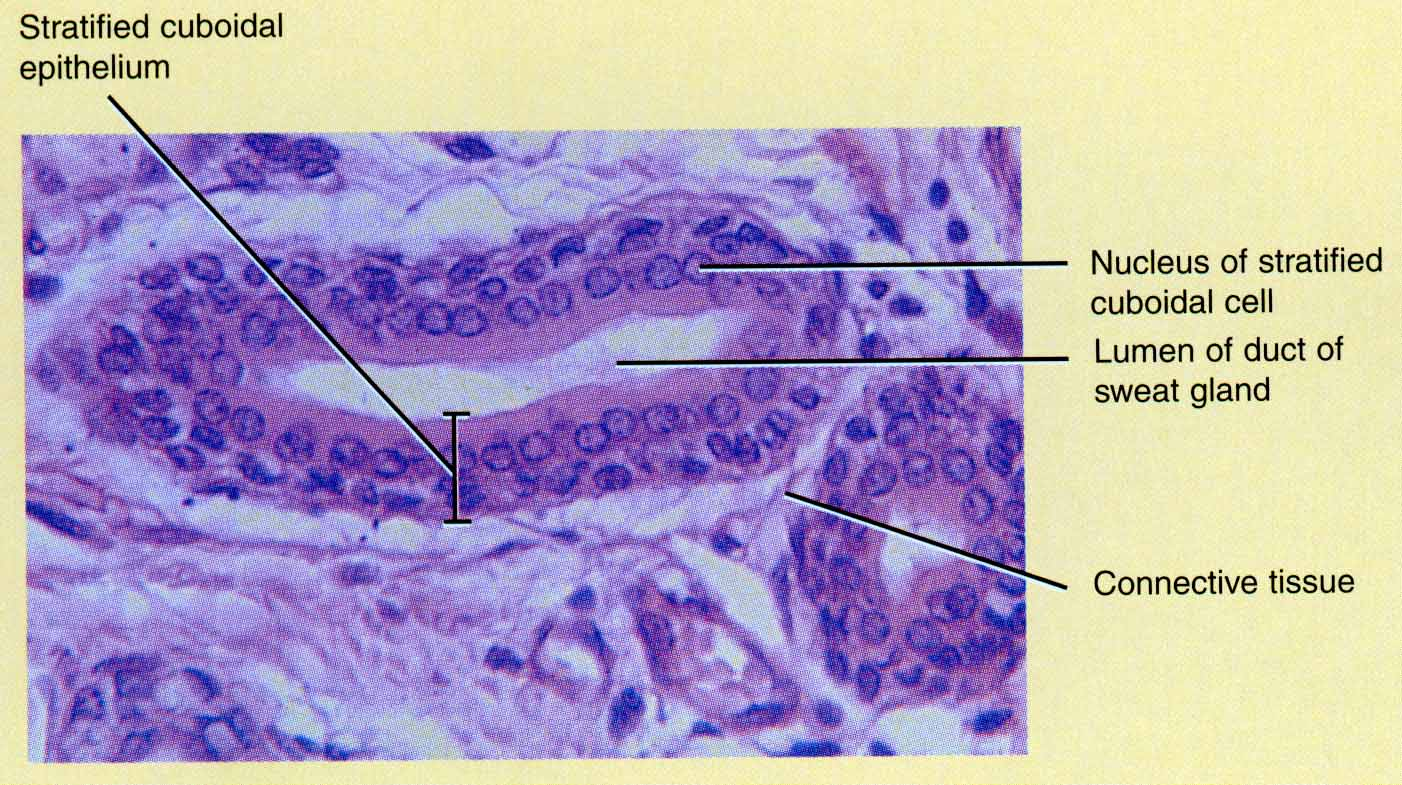 Stratified cuboidal
epithelium
Nucleus of stratified
cuboidal cell
Lumen of duct of
sweat gland
Connective tissue